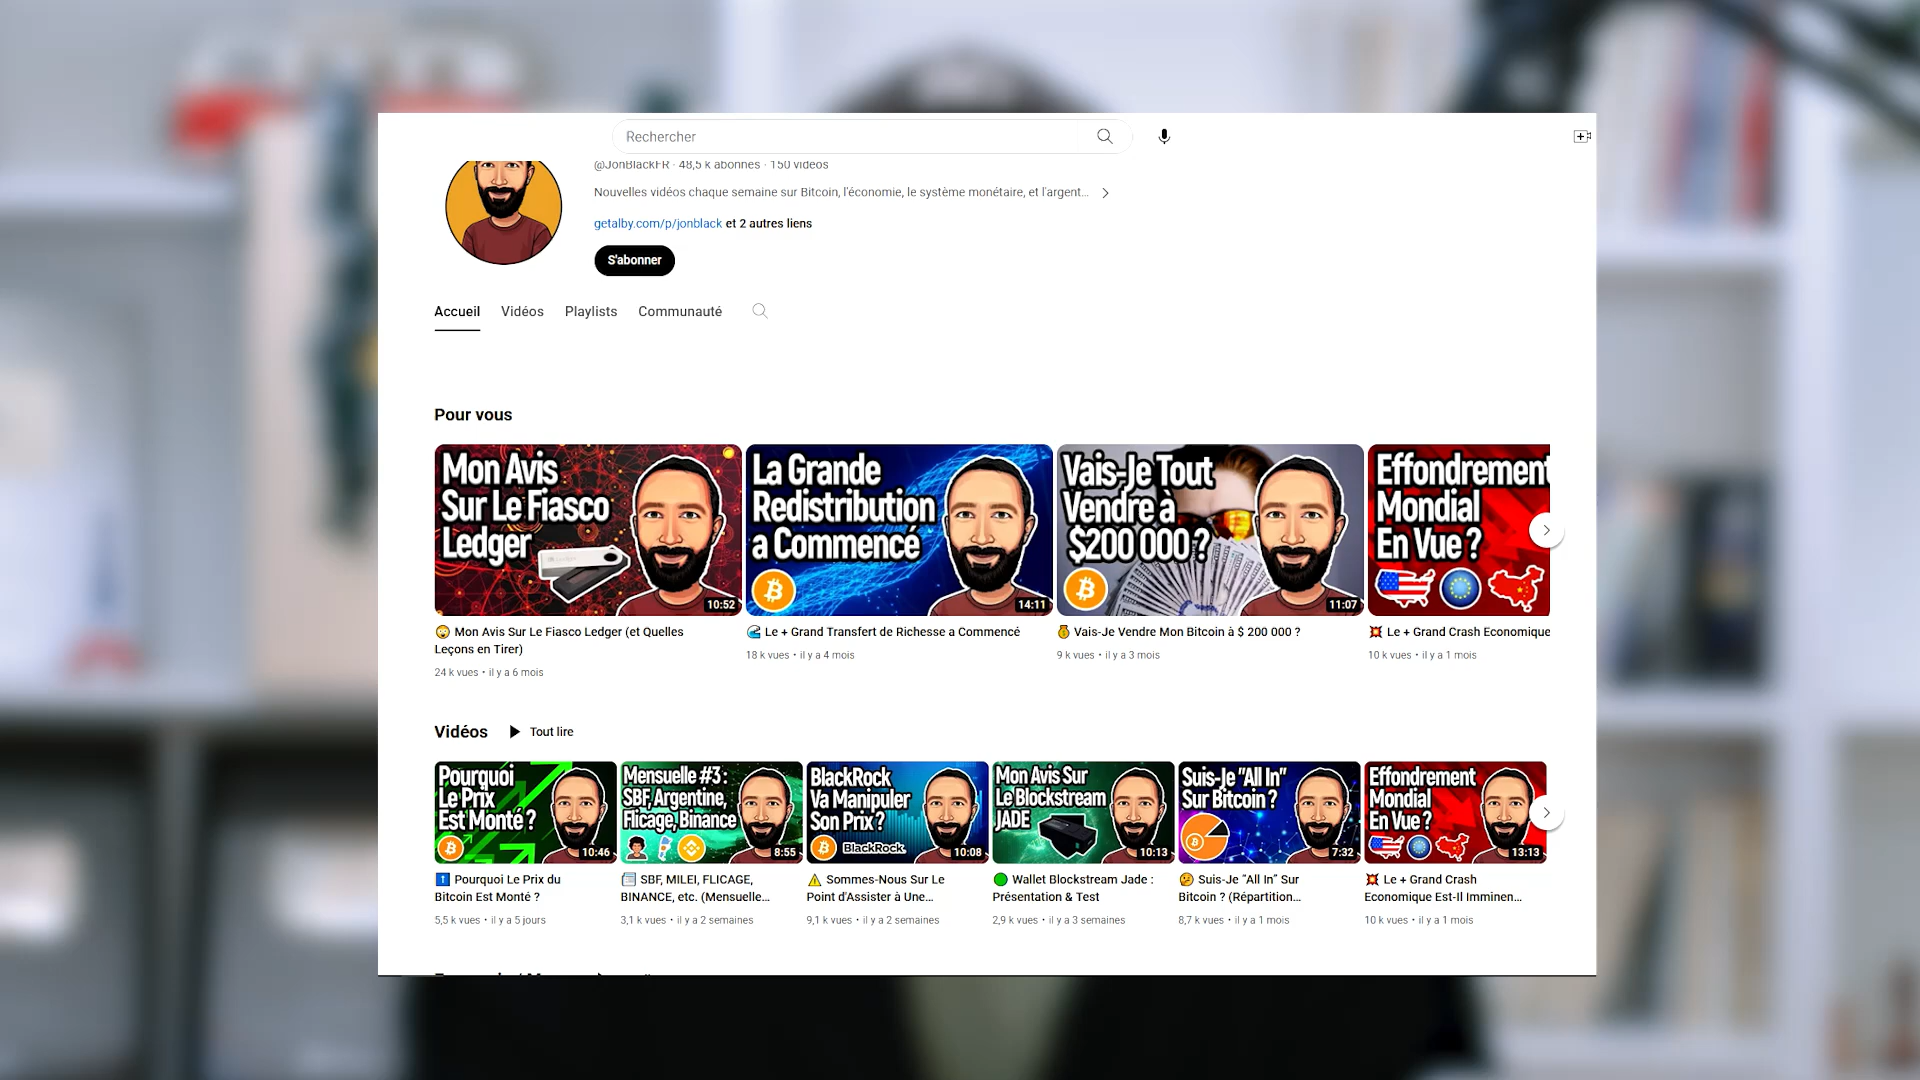 Rechercher
@JonBlackFR · 48,5 k abonnés · 150 vidéos
Nouvelles vidéos chaque semaine sur Bitcoin, l'économie, le système monétaire, et l'argent...
getalby.com/p/jonblack et 2 autres liens
S'abonner
Accueil Vidéos Playlists Communauté
Pour vous
Mon Avis
Sur Le Fiasco
Ledger
10:52
La Grande
Redistribution
a Commencé
14:11
Vais-Je Tout
Vendre à
$200 000 ?
11:07
Effondrement
Mondial
En Vue ?
🙄 Mon Avis Sur Le Fiasco Ledger (et Quelles
Leçons en Tirer)
24 k vues • il y a 6 mois
🌊 Le + Grand Transfert de Richesse a Commencé
18 k vues • il y a 4 mois
💰 Vais-Je Vendre Mon Bitcoin à $ 200 000 ?
9 k vues • il y a 3 mois
💥 Le + Grand Crash Economique
10 k vues • il y a 1 mois
Vidéos Tout lire
Pourquoi
Le Prix
Est Monté ?
10:46
Mensuelle #3 :
SBF, Argentine,
Flicage, Binance
8:55
BlackRock
Va Manipuler
Son Prix ?
BlackRock.
10:08
Mon Avis Sur
Le Blockstream
JADE
10:13
Suis-Je "All In"
Sur Bitcoin ?
7:32
Effondrement
Mondial
En Vue ?
13:13
⬆️ Pourquoi Le Prix du
Bitcoin Est Monté ?
5,5 k vues • il y a 5 jours
🗒️ SBF, MILEI, FLICAGE,
BINANCE, etc. (Mensuelle...
3,1 k vues • il y a 2 semaines
⚠️ Sommes-Nous Sur Le
Point d'Assister à Une...
9,1 k vues • il y a 2 semaines
🟢 Wallet Blockstream Jade :
Présentation & Test
2,9 k vues • il y a 3 semaines
🤔 Suis-Je "All In" Sur
Bitcoin ? (Répartition...
8,7 k vues • il y a 1 mois
💥 Le + Grand Crash
Economique Est-Il Imminen...
10 k vues • il y a 1 mois